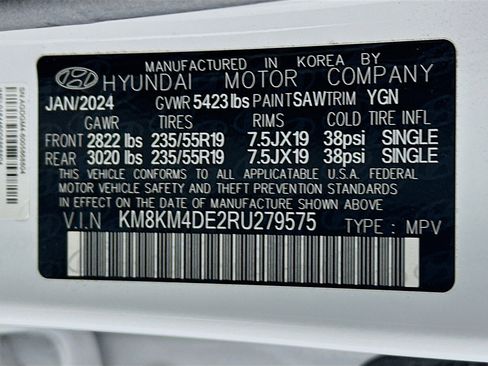 MANUFACTURED IN KOREA BY
HYUNDAI MOTOR COMPANY
JAN/2024 GVWR 5423 lbs PAINT SAW TRIM YGN
GAWR TIRES RIMS COLD TIRE INFL
FRONT 2822 lbs 235/55R19 7.5JX19 38psi SINGLE
REAR 3020 lbs 235/55R19 7.5JX19 38psi SINGLE
THIS VEHICLE CONFORMS TO ALL APPLICATABLE U.S.A. FEDERAL
MOTOR VEHICLE SAFETY AND THEFT PREVENTION STANDARDS IN
EFFECT ON THE DATE OF MANUFACTURE SHOWN ABOVE.
V.I.N KM8KM4DE2RU279575 TYPE : MPV